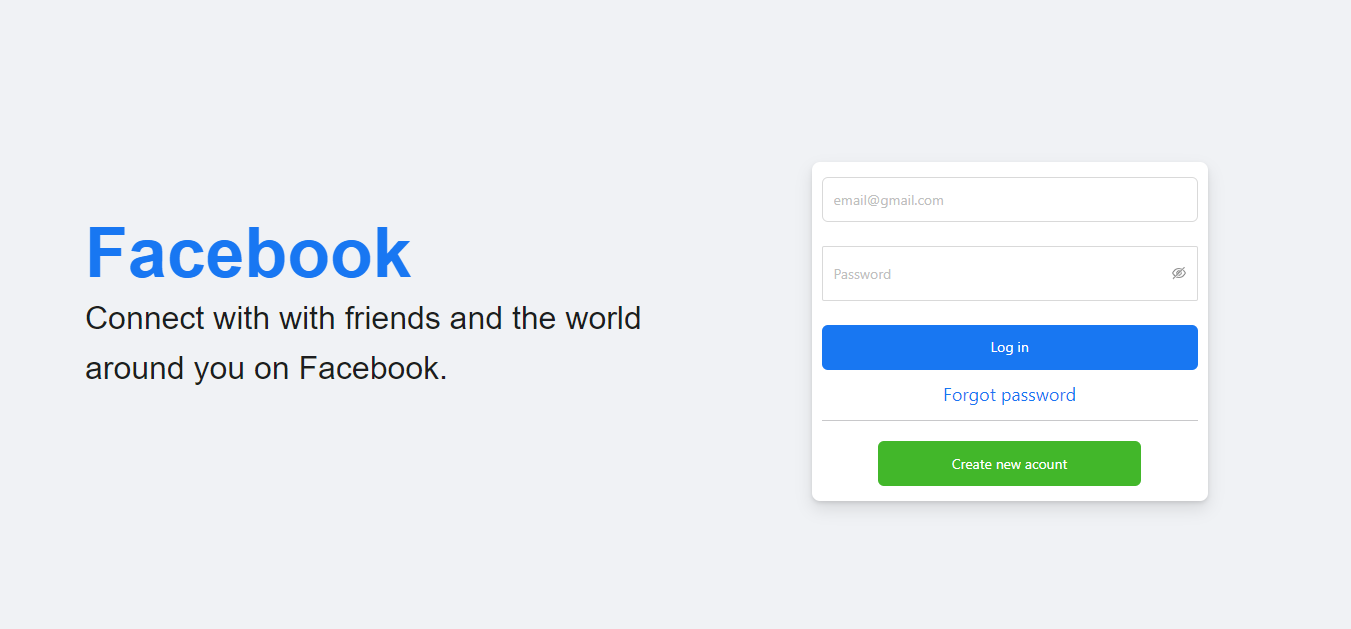 Facebook
Connect with with friends and the world
around you on Facebook.
email@gmail.com
Password
Log in
Forgot password
Create new acount